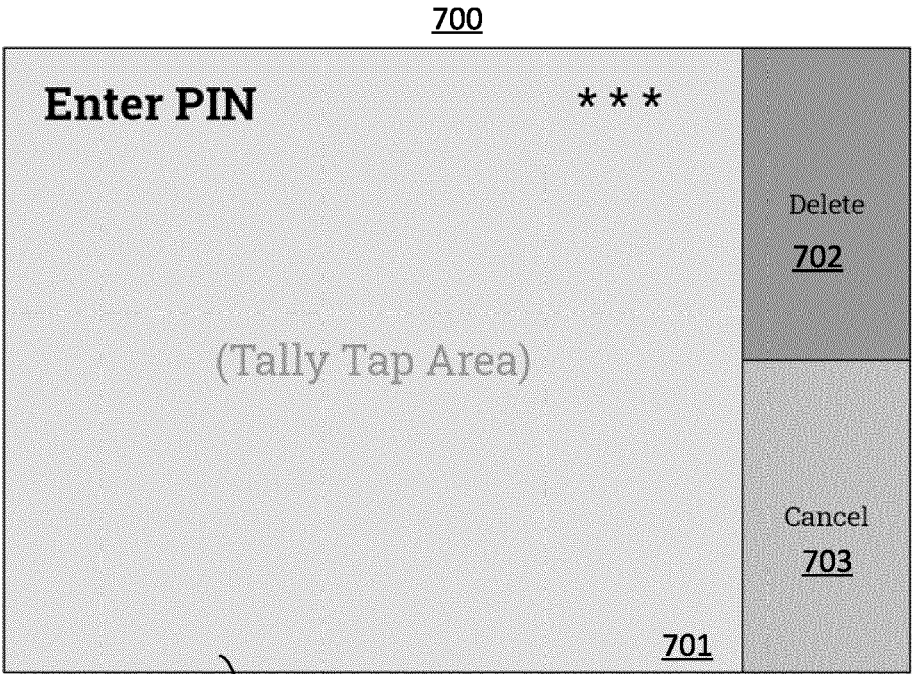 700
Enter PIN * * *
Delete
702
(Tally Tap Area)
Cancel
703
701